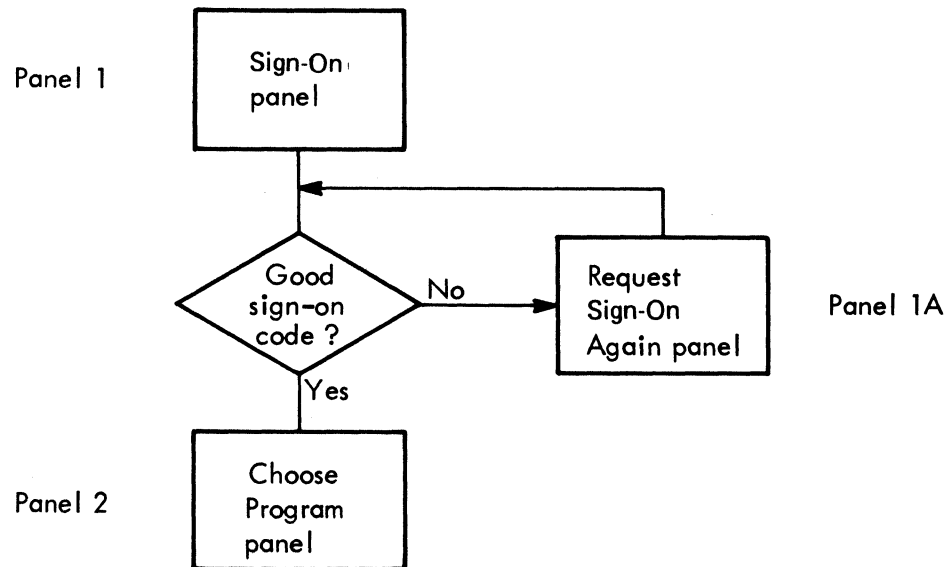 Panel 1
Sign-On
panel
Good
sign-on
code ?
No
Request
Sign-On
Again panel
Panel 1A
Yes
Panel 2
Choose
Program
panel